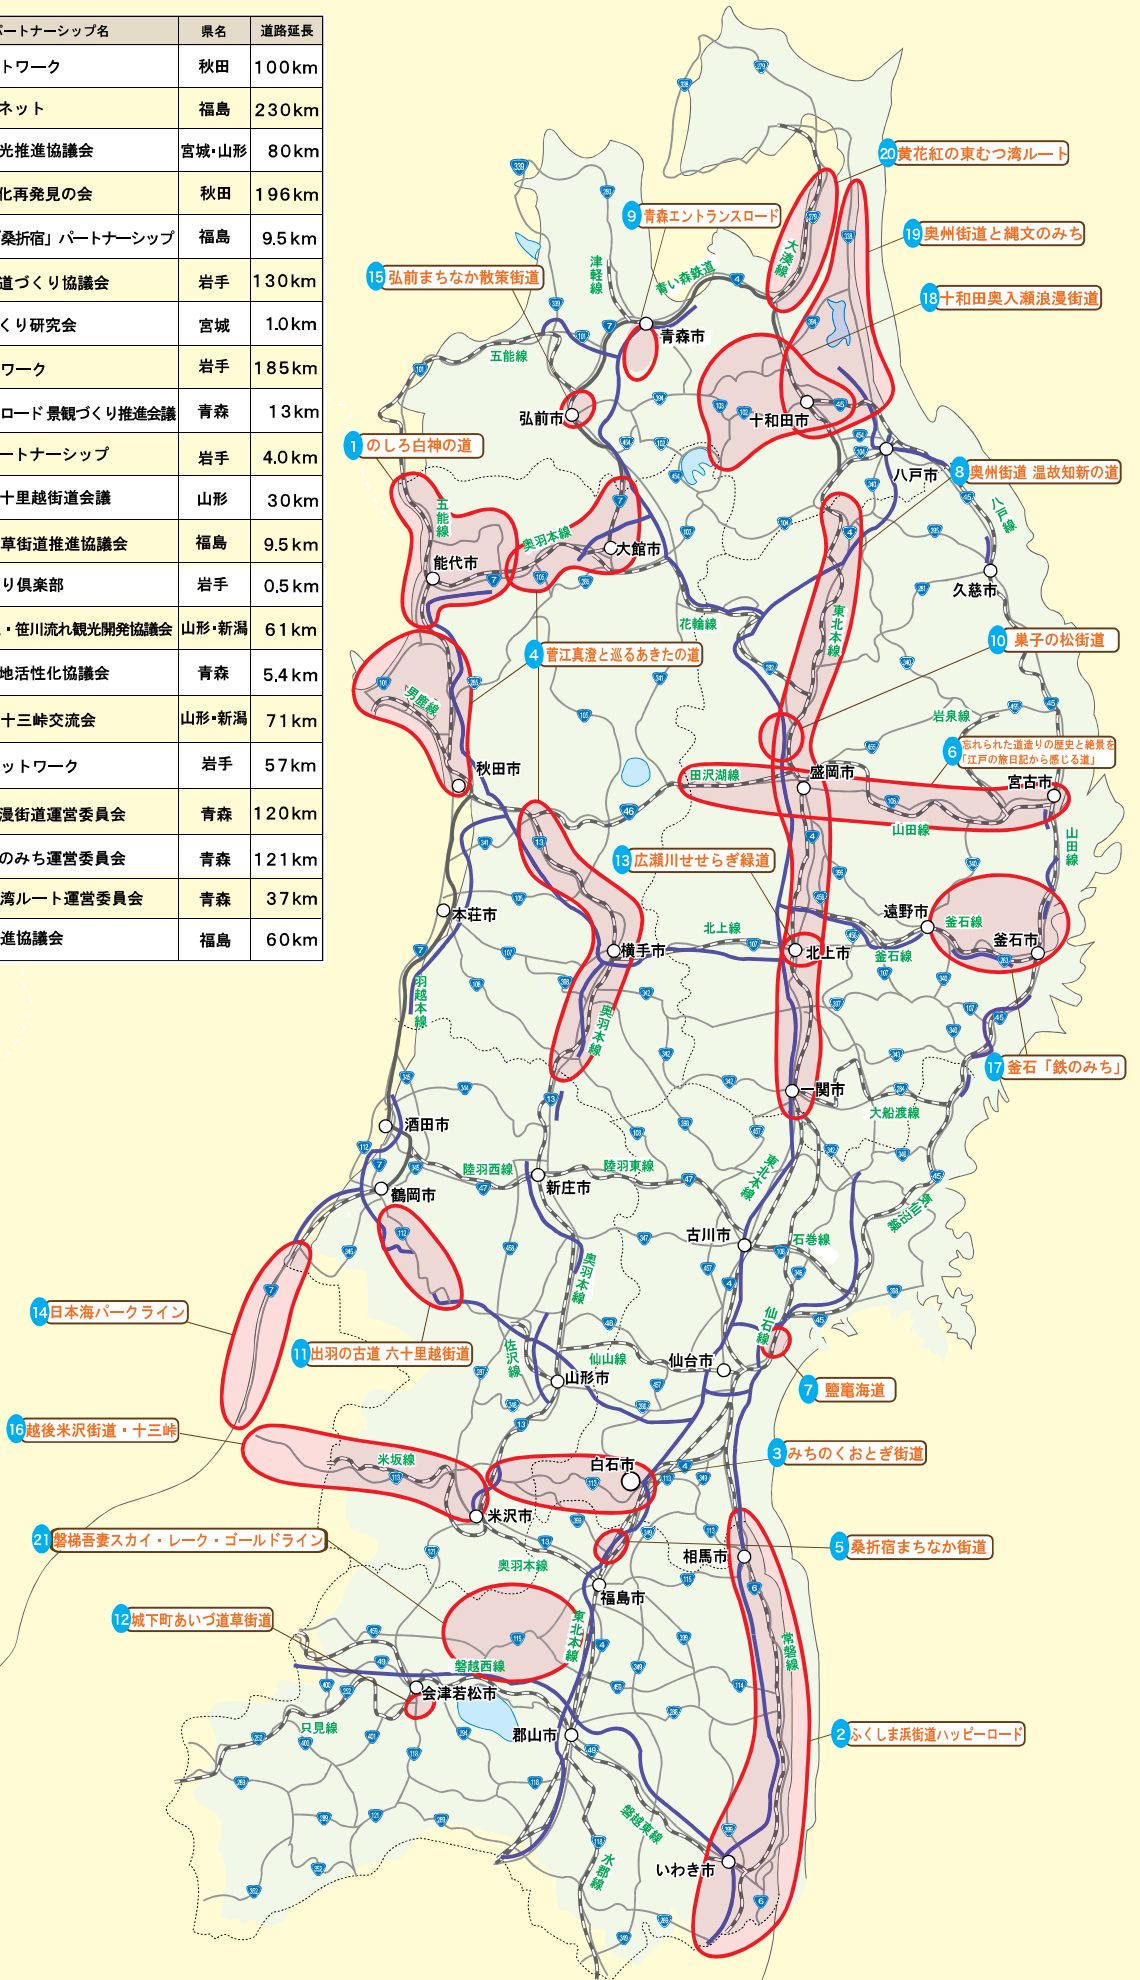 パートナーシップ名 県名 道路延長
トワーク 秋田 100km
ネット 福島 230km
光推進協議会 宮城・山形 80km
化再発見の会 秋田 196km
「桑折宿」パートナーシップ 福島 9.5km
道づくり協議会 岩手 130km
くり研究会 宮城 1.0km
ワーク 岩手 185km
ロード 景観づくり推進会議 青森 13km
ートナーシップ 岩手 4.0km
十里越街道会議 山形 30km
草街道推進協議会 福島 9.5km
り倶楽部 岩手 0.5km
・笹川流れ観光開発協議会 山形・新潟 61km
地活性化協議会 青森 5.4km
十三峠交流会 山形・新潟 71km
ットワーク 岩手 57km
漫街道運営委員会 青森 120km
のみち運営委員会 青森 121km
湾ルート運営委員会 青森 37km
進協議会 福島 60km
20 黄花紅の東むつ湾ルート
9 青森エントランスロード
19 奥州街道と縄文のみち
15 弘前まちなか散策街道
18 十和田奥入瀬浪漫街道
津軽線
大湊線
青い森鉄道
青森市
五能線
弘前市
十和田市
1 のしろ白神の道
八戸市
8 奥州街道 温故知新の道
八戸線
五能線
奥羽本線
大館市
能代市
久慈市
花輪線
東北本線
10 巣子の松街道
4 菅江真澄と巡るあきたの道
男鹿線
岩泉線
6 忘れられた道造りの歴史と絶景を
「江戸の旅日記から感じる道」
秋田市
田沢湖線
盛岡市
宮古市
山田線
山田線
13 広瀬川せせらぎ緑道
本荘市
遠野市
釜石線
北上線
横手市
北上市
釜石線
釜石市
羽越本線
奥羽本線
17 釜石「鉄のみち」
一関市
大船渡線
酒田市
陸羽西線
陸羽東線
東北本線
新庄市
鶴岡市
気仙沼線
古川市
石巻線
奥羽本線
14 日本海パークライン
仙石線
11 出羽の古道 六十里越街道
左沢線
仙山線
仙台市
山形市
7 鹽竈海道
16 越後米沢街道・十三峠
米坂線
白石市
3 みちのくおとぎ街道
米沢市
21 磐梯吾妻スカイ・レーク・ゴールドライン
奥羽本線
相馬市
5 桑折宿まちなか街道
福島市
12 城下町あいづ道草街道
東北本線
常磐線
磐越西線
会津若松市
只見線
郡山市
2 ふくしま浜街道ハッピーロード
磐越東線
水郡線
いわき市